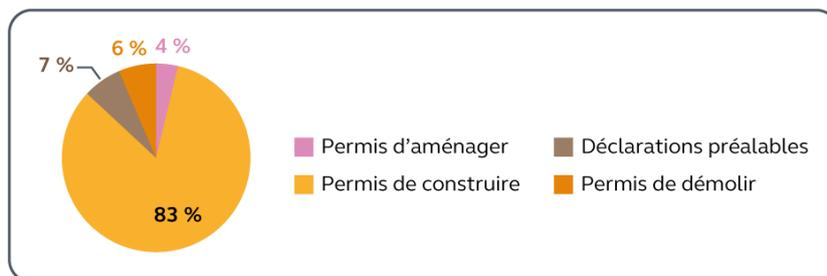 6 % 4 %
7 %
83 %
Permis d’aménager
Déclarations préalables
Permis de construire
Permis de démolir